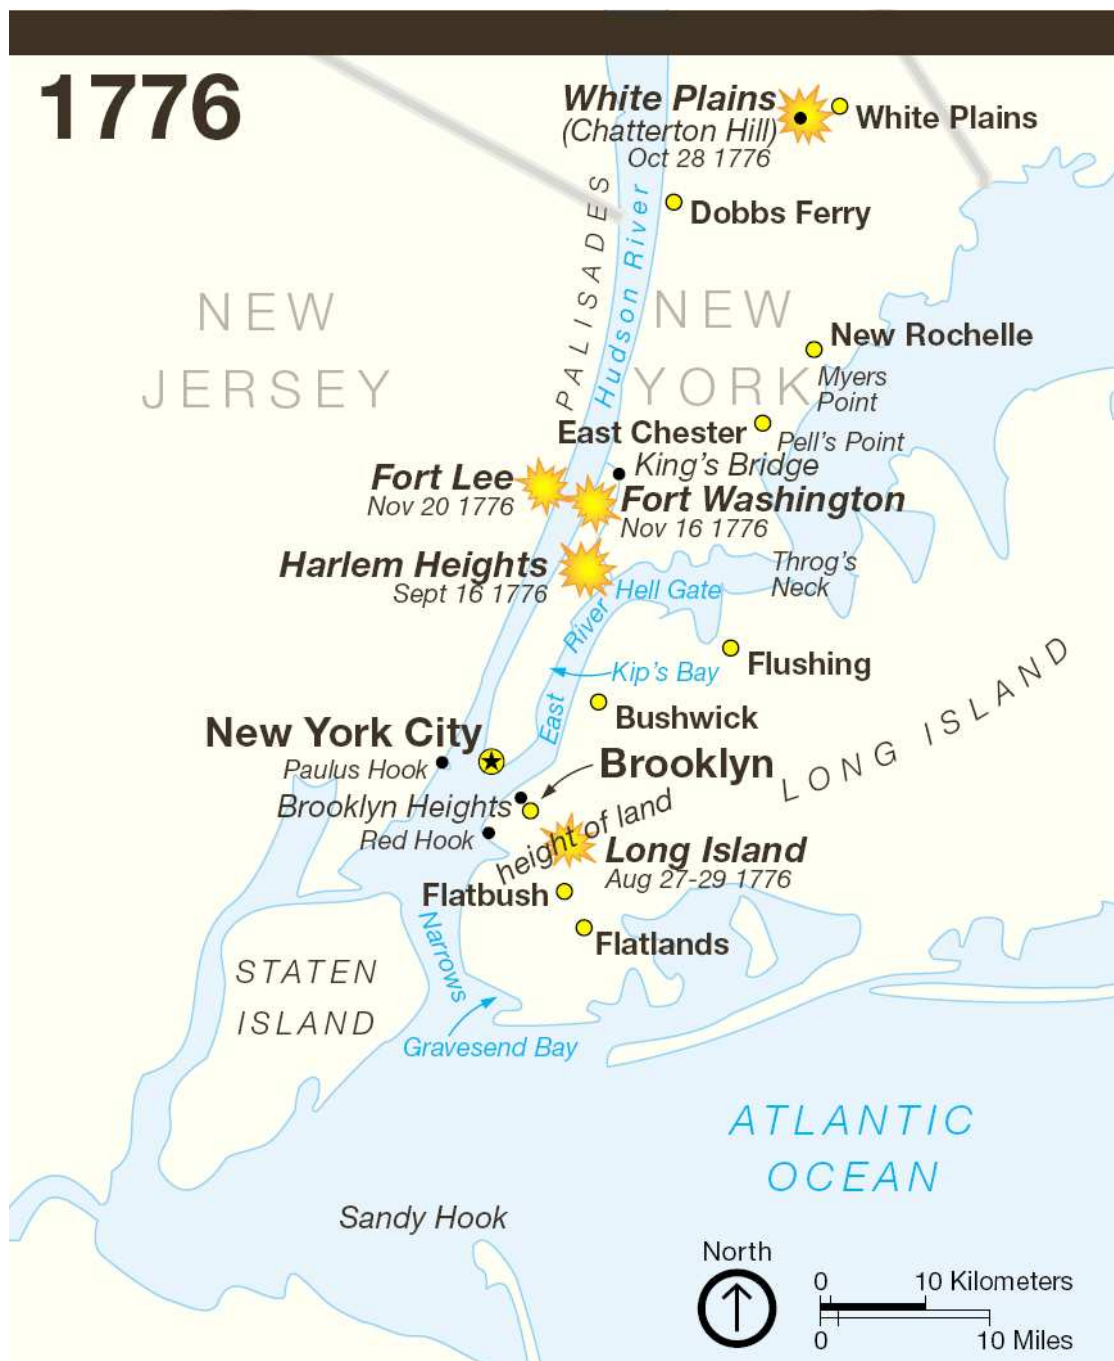 1776
White Plains
(Chatterton Hill)
Oct 28 1776
White Plains
PALISADES
Hudson River
Dobbs Ferry
NEW
JERSEY
NEW
YORK
New Rochelle
Myers
Point
East Chester
Pell's Point
King's Bridge
Fort Lee
Nov 20 1776
Fort Washington
Nov 16 1776
Harlem Heights
Sept 16 1776
Throg's
Neck
Hell Gate
East River
Kip's Bay
Flushing
Bushwick
LONG ISLAND
New York City
Paulus Hook
Brooklyn
Brooklyn Heights
Red Hook
height of land
Long Island
Aug 27-29 1776
Flatbush
Flatlands
Narrows
STATEN
ISLAND
Gravesend Bay
ATLANTIC
OCEAN
Sandy Hook
North
0 10 Kilometers
0 10 Miles